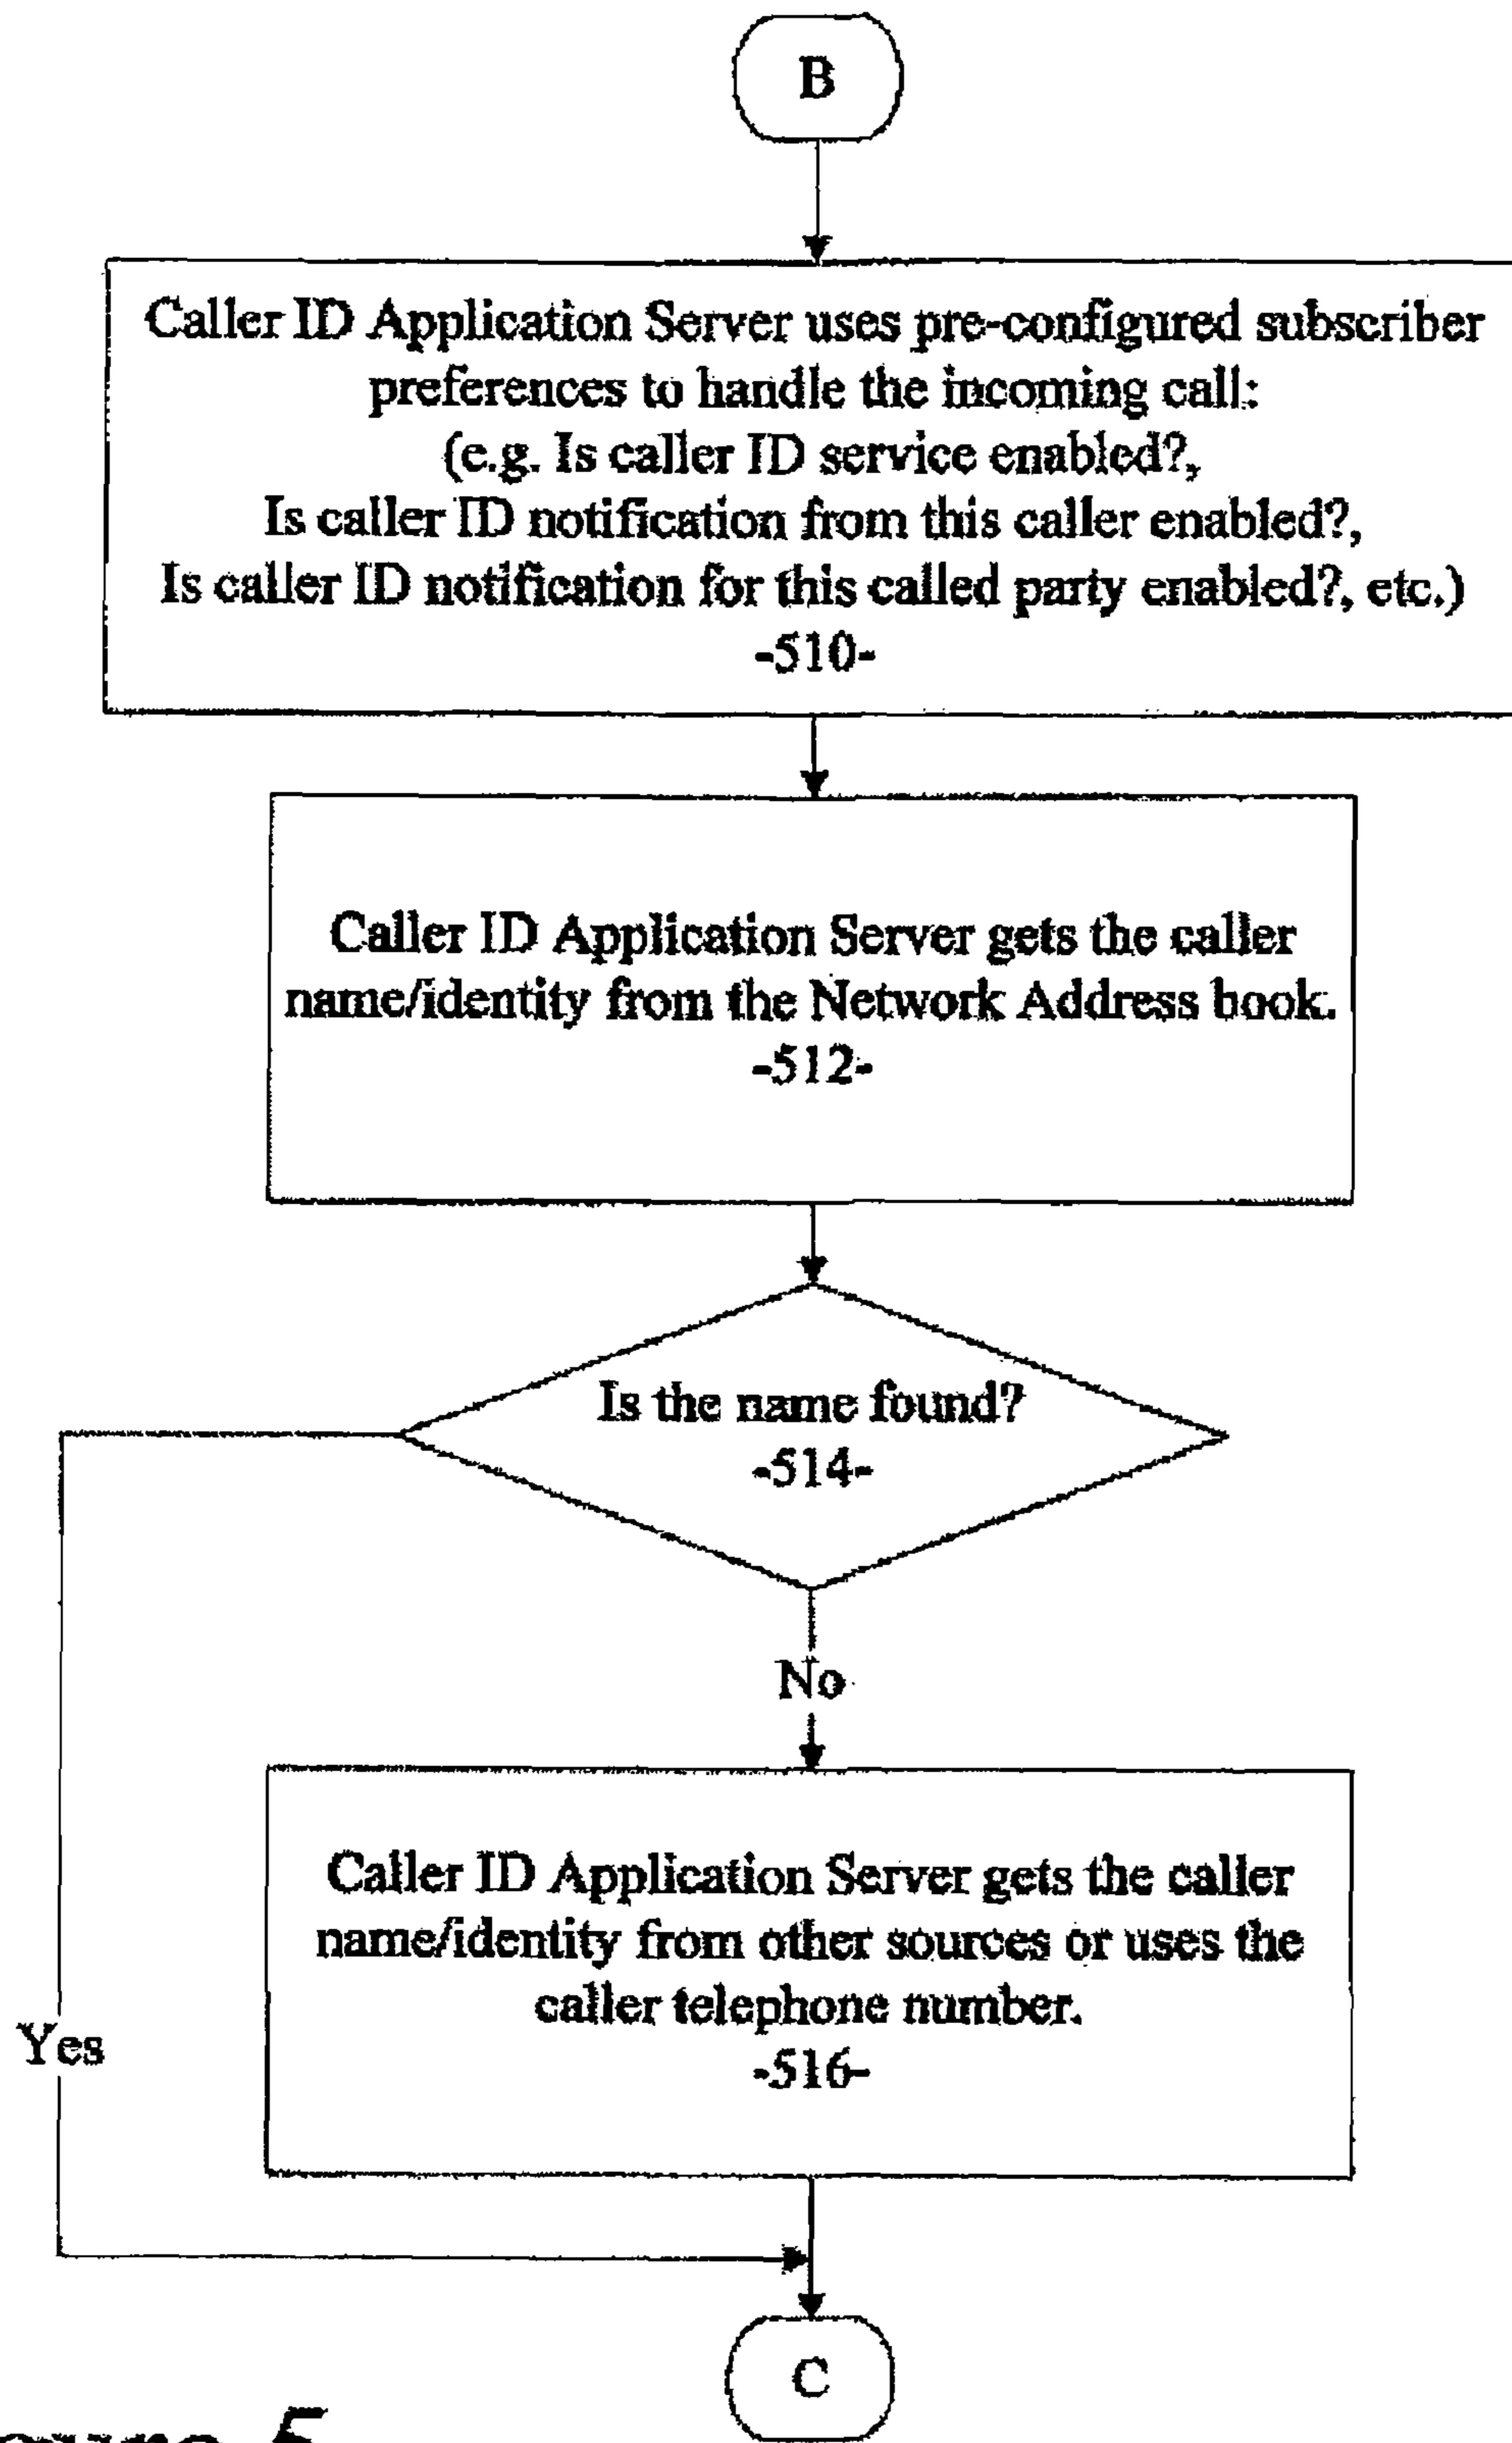 B
Caller ID Application Server uses pre-configured subscriber
preferences to handle the incoming call:
(e.g. Is caller ID service enabled?,
Is caller ID notification from this caller enabled?,
Is caller ID notification for this called party enabled?, etc.)
-510-
Caller ID Application Server gets the caller
name/identity from the Network Address book.
-512-
Is the name found?
-514-
No
Caller ID Application Server gets the caller
name/identity from other sources or uses the
caller telephone number.
-516-
Yes
C
5